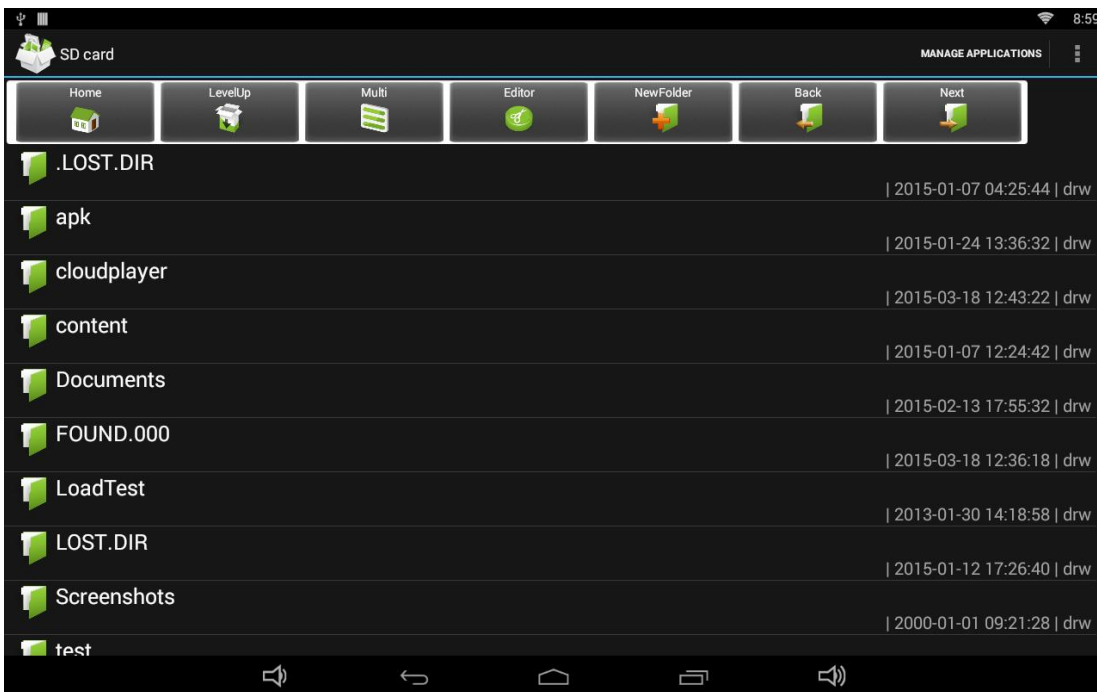 8:59
SD card
MANAGE APPLICATIONS
Home LevelUp Multi Editor NewFolder Back Next
.LOST.DIR
| 2015-01-07 04:25:44 | drw
apk
| 2015-01-24 13:36:32 | drw
cloudplayer
| 2015-03-18 12:43:22 | drw
content
| 2015-01-07 12:24:42 | drw
Documents
| 2015-02-13 17:55:32 | drw
FOUND.000
| 2015-03-18 12:36:18 | drw
LoadTest
| 2013-01-30 14:18:58 | drw
LOST.DIR
| 2015-01-12 17:26:40 | drw
Screenshots
| 2000-01-01 09:21:28 | drw
test